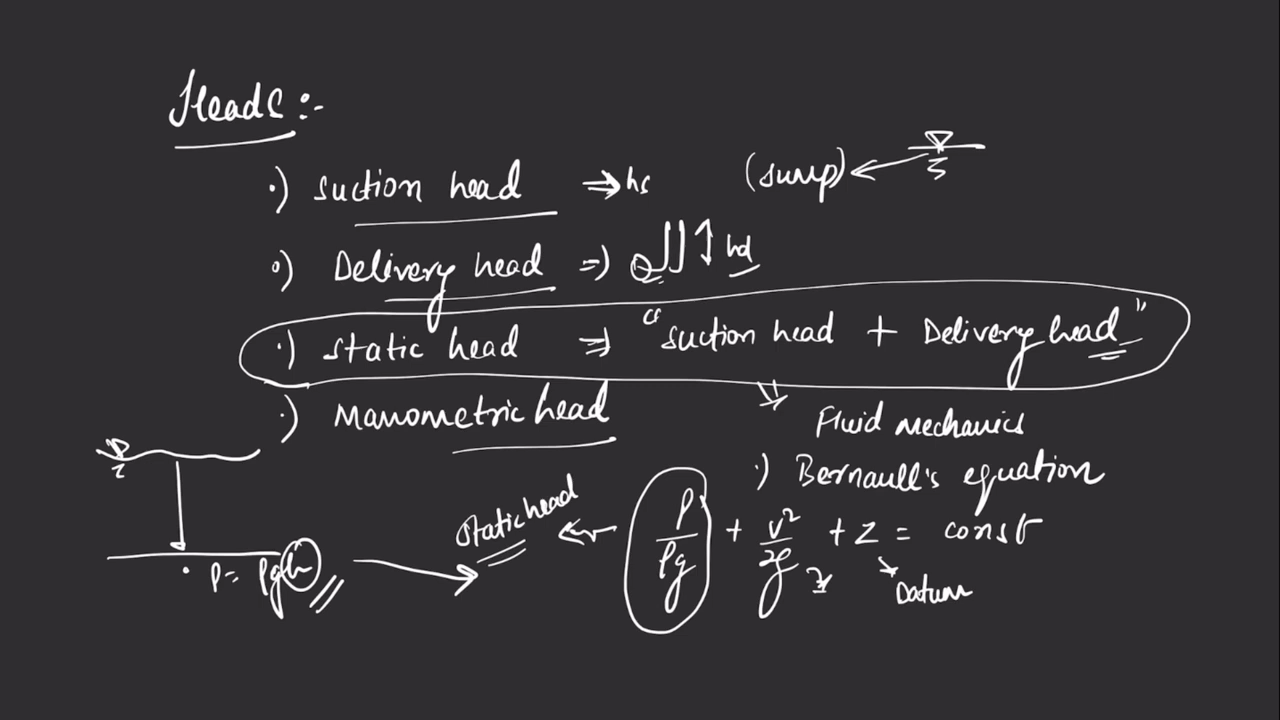 Heads :-
·) suction head ⇒ hs (sump)
·) Delivery head ⇒ hd
·) static head ⇒ "suction head + Delivery head"
·) Manometric head
Fluid mechanics
·) Bernaull's equation
static head
P/ρg + v²/2g + z = const
P = ρgh
Datum